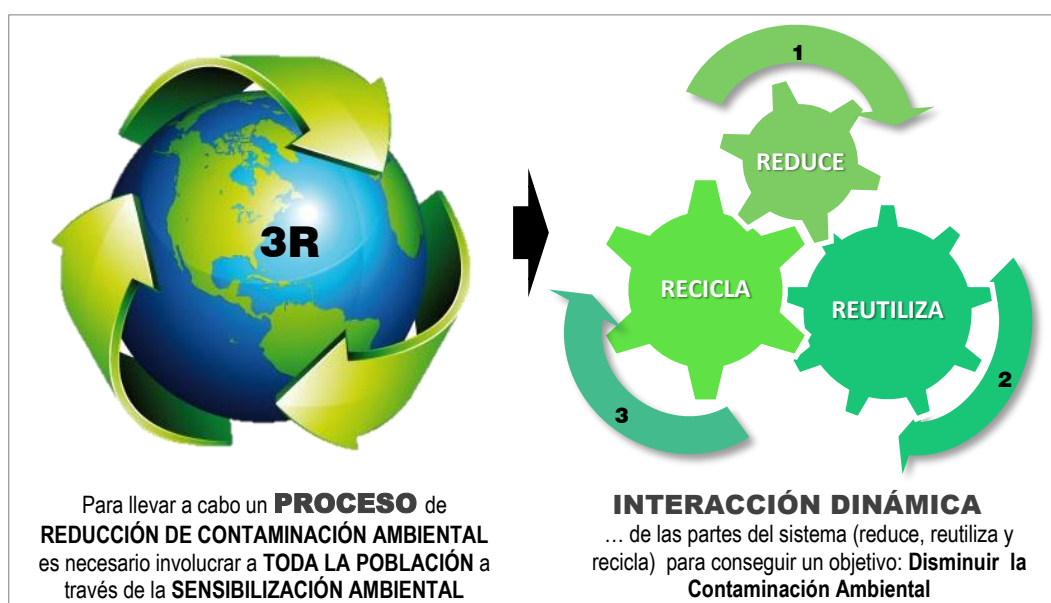 3R
Para llevar a cabo un PROCESO de
REDUCCIÓN DE CONTAMINACIÓN AMBIENTAL
es necesario involucrar a TODA LA POBLACIÓN a
través de la SENSIBILIZACIÓN AMBIENTAL
1
REDUCE
RECICLA
REUTILIZA
2
3
INTERACCIÓN DINÁMICA
… de las partes del sistema (reduce, reutiliza y
recicla) para conseguir un objetivo: Disminuir la
Contaminación Ambiental